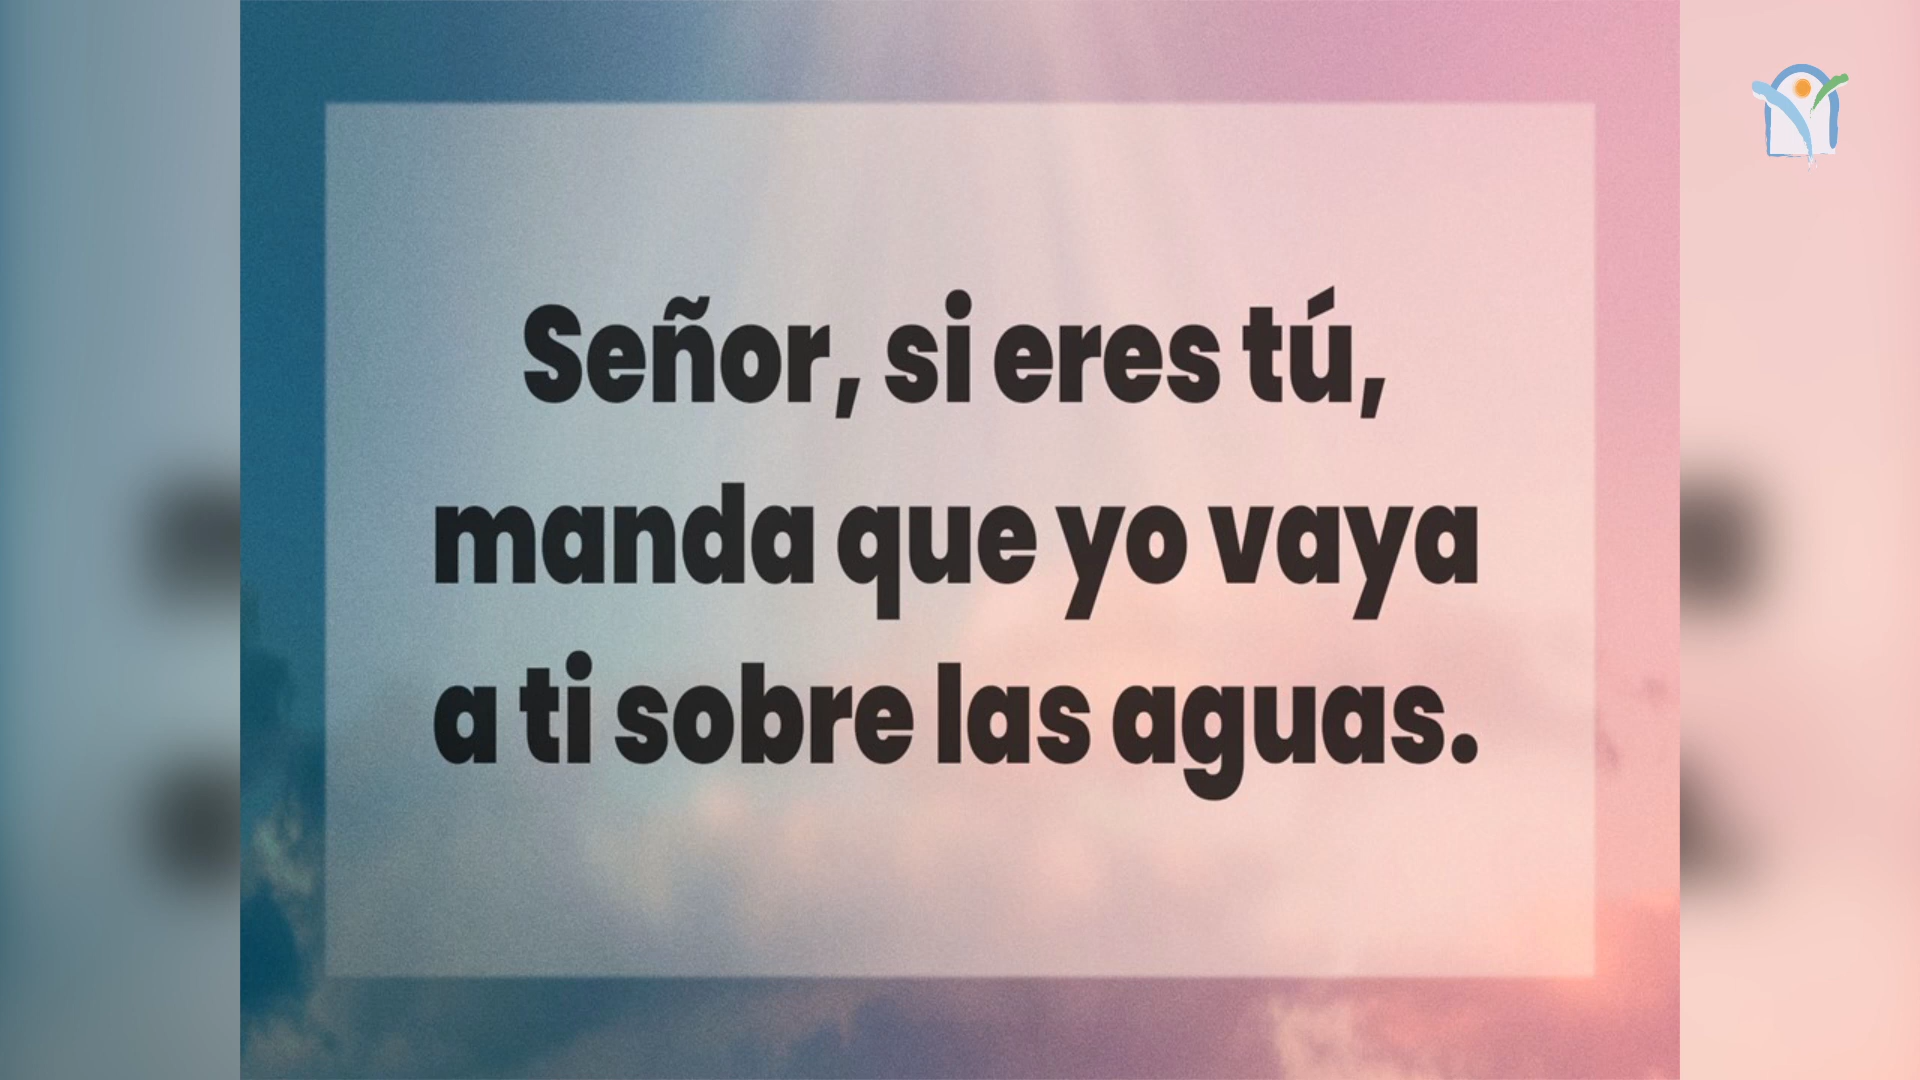 Señor, si eres tú,
manda que yo vaya
a ti sobre las aguas.